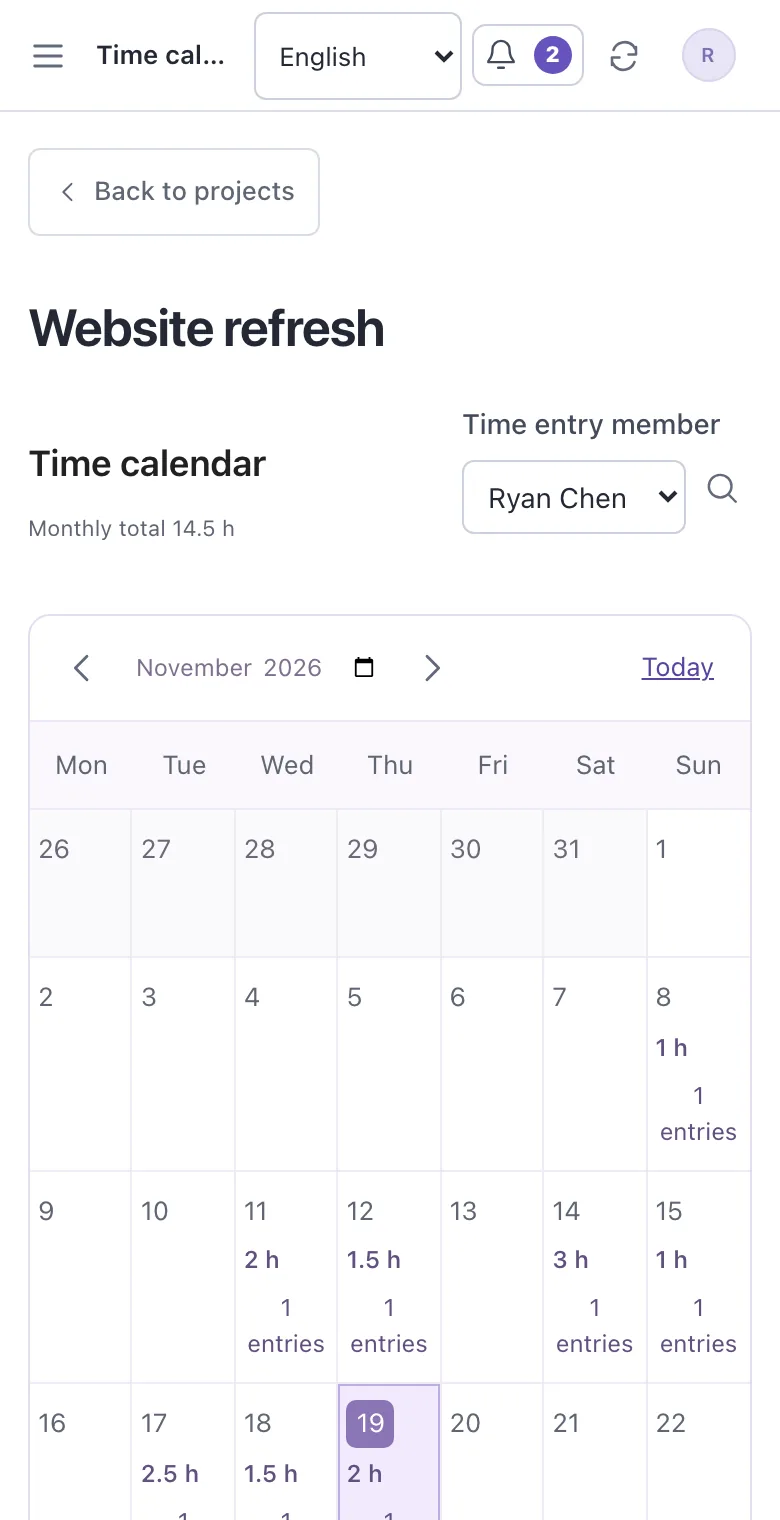 Time cal... English 2 R
Back to projects
Website refresh
Time entry member
Time calendar
Ryan Chen
Monthly total 14.5 h
November 2026 Today
Mon Tue Wed Thu Fri Sat Sun
26 27 28 29 30 31 1
2 3 4 5 6 7 8
1 h
1
entries
9 10 11 12 13 14 15
2 h 1.5 h 3 h 1 h
1 1 1 1
entries entries entries entries
16 17 18 19 20 21 22
2.5 h 1.5 h 2 h
1 1 1